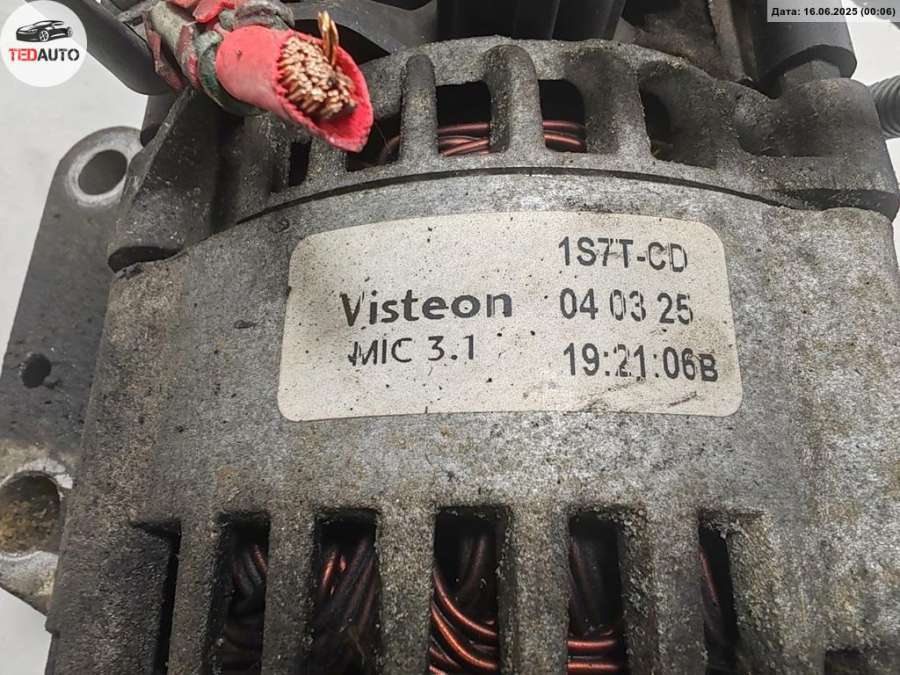 TEDAUTO
Дата: 16.06.2025 (00:06)
1S7T-CD
Visteon 04 03 25
MIC 3.1 19:21:06B